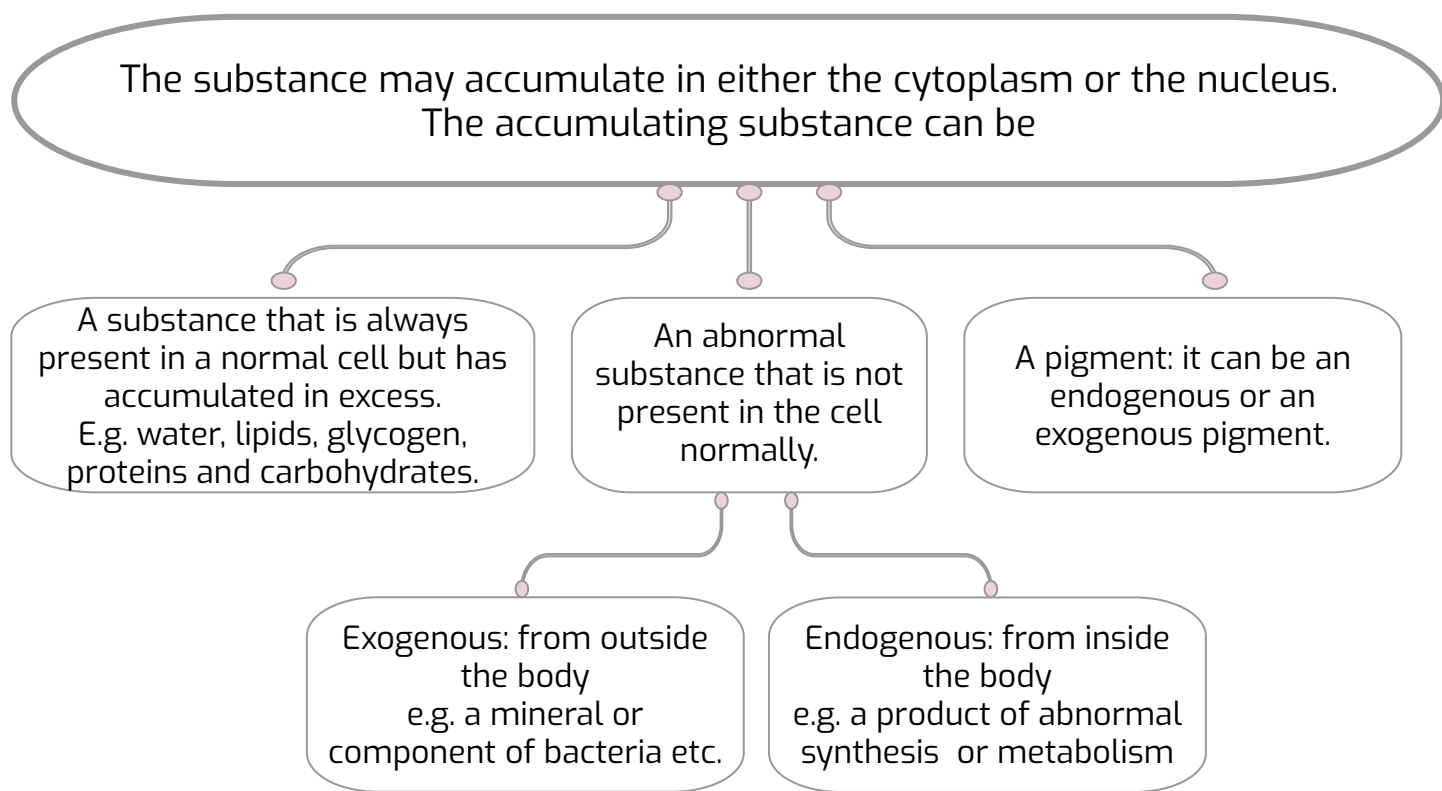 The substance may accumulate in either the cytoplasm or the nucleus.
The accumulating substance can be
A substance that is always
present in a normal cell but has
accumulated in excess.
E.g. water, lipids, glycogen,
proteins and carbohydrates.
An abnormal
substance that is not
present in the cell
normally.
A pigment: it can be an
endogenous or an
exogenous pigment.
Exogenous: from outside
the body
e.g. a mineral or
component of bacteria etc.
Endogenous: from inside
the body
e.g. a product of abnormal
synthesis  or metabolism